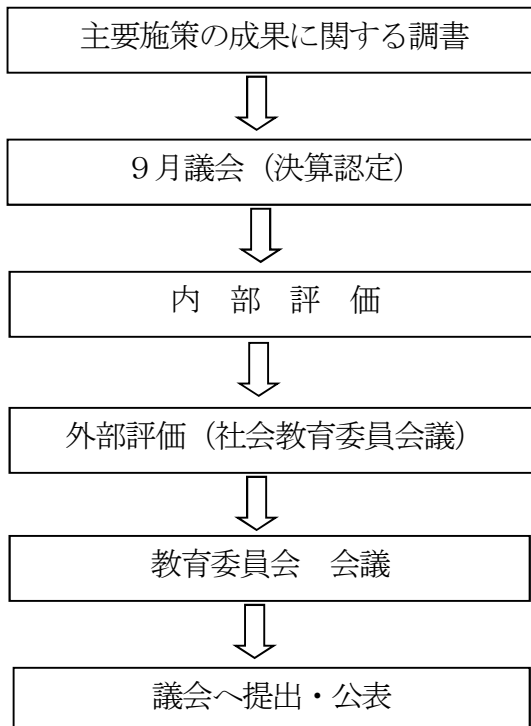 主要施策の成果に関する調書
９月議会（決算認定）
内　部　評　価
外部評価（社会教育委員会議）
教育委員会　会議
議会へ提出・公表